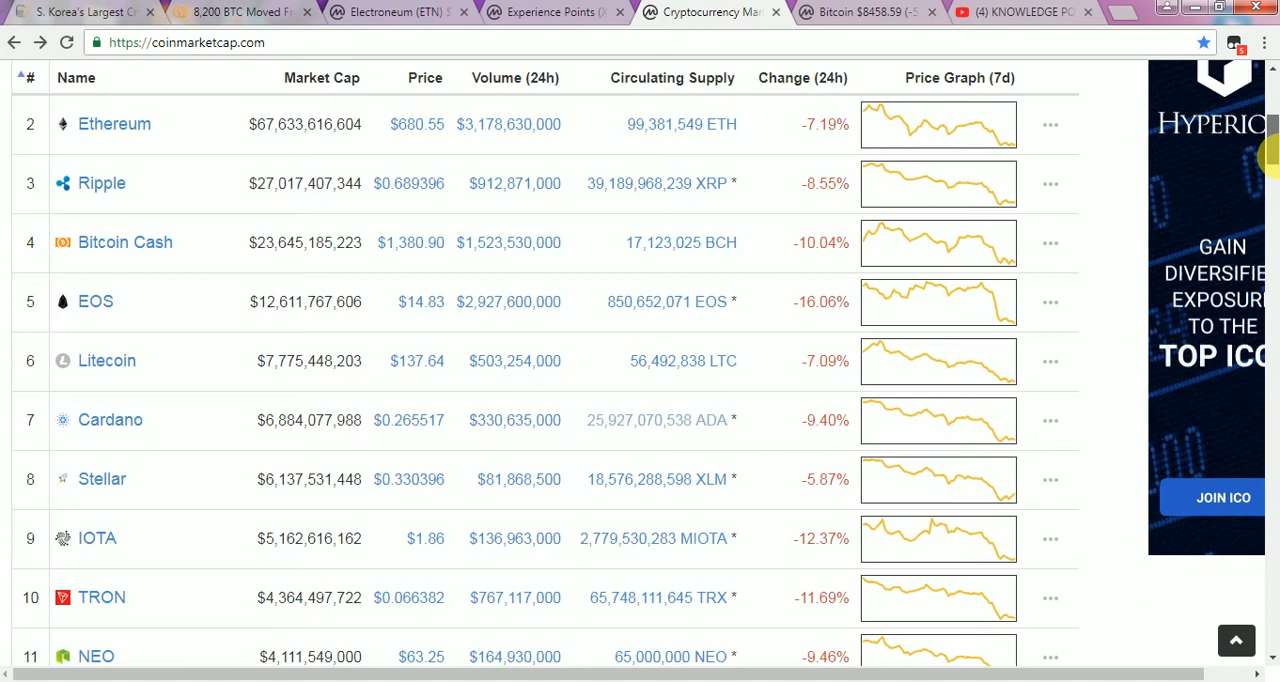 S. Korea's Largest Cr
8,200 BTC Moved Fr
Electroneum (ETN) $
Experience Points (X
Cryptocurrency Mar
Bitcoin $8458.59 (-5
(4) KNOWLEDGE PO
https://coinmarketcap.com
5
# Name Market Cap Price Volume (24h) Circulating Supply Change (24h) Price Graph (7d)
2 Ethereum $67,633,616,604 $680.55 $3,178,630,000 99,381,549 ETH -7.19%
3 Ripple $27,017,407,344 $0.689396 $912,871,000 39,189,968,239 XRP * -8.55%
4 Bitcoin Cash $23,645,185,223 $1,380.90 $1,523,530,000 17,123,025 BCH -10.04%
5 EOS $12,611,767,606 $14.83 $2,927,600,000 850,652,071 EOS * -16.06%
6 Litecoin $7,775,448,203 $137.64 $503,254,000 56,492,838 LTC -7.09%
7 Cardano $6,884,077,988 $0.265517 $330,635,000 25,927,070,538 ADA * -9.40%
8 Stellar $6,137,531,448 $0.330396 $81,868,500 18,576,288,598 XLM * -5.87%
9 IOTA $5,162,616,162 $1.86 $136,963,000 2,779,530,283 MIOTA * -12.37%
10 TRON $4,364,497,722 $0.066382 $767,117,000 65,748,111,645 TRX * -11.69%
11 NEO $4,111,549,000 $63.25 $164,930,000 65,000,000 NEO * -9.46%
HYPERIO
GAIN
DIVERSIFIE
EXPOSUR
TO THE
TOP ICO
JOIN ICO